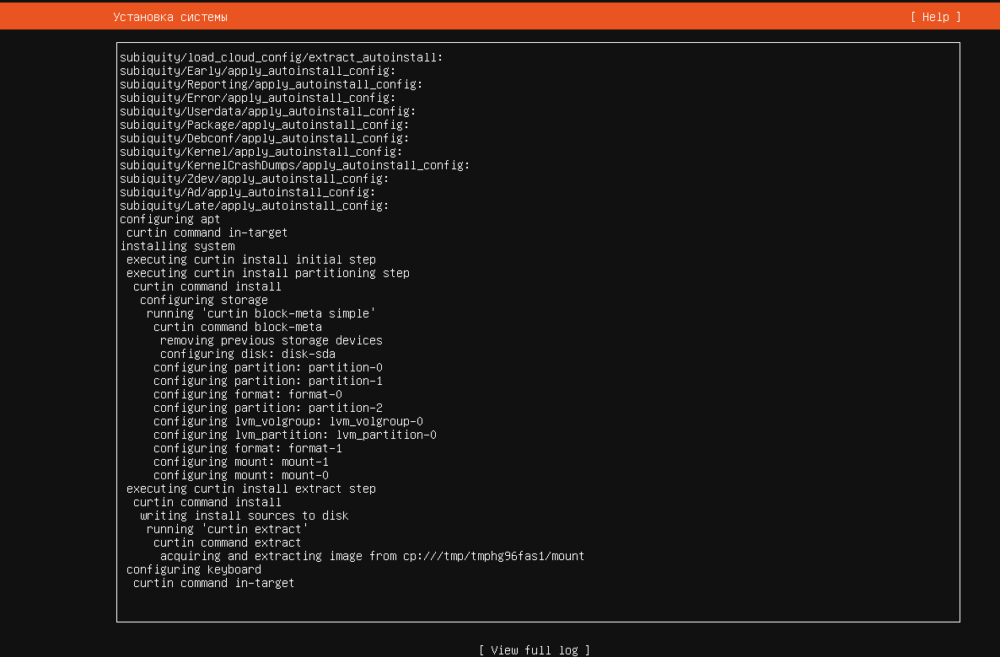 Установка системы [ Help ]
subiquity/load_cloud_config/extract_autoinstall:
subiquity/Early/apply_autoinstall_config:
subiquity/Reporting/apply_autoinstall_config:
subiquity/Error/apply_autoinstall_config:
subiquity/Userdata/apply_autoinstall_config:
subiquity/Package/apply_autoinstall_config:
subiquity/Debconf/apply_autoinstall_config:
subiquity/Kernel/apply_autoinstall_config:
subiquity/KernelCrashDumps/apply_autoinstall_config:
subiquity/Zdev/apply_autoinstall_config:
subiquity/Ad/apply_autoinstall_config:
subiquity/Late/apply_autoinstall_config:
configuring apt
curtin command in-target
installing system
executing curtin install initial step
executing curtin install partitioning step
curtin command install
configuring storage
running 'curtin block-meta simple'
curtin command block-meta
removing previous storage devices
configuring disk: disk-sda
configuring partition: partition-0
configuring partition: partition-1
configuring format: format-0
configuring partition: partition-2
configuring lvm_volgroup: lvm_volgroup-0
configuring lvm_partition: lvm_partition-0
configuring format: format-1
configuring mount: mount-1
configuring mount: mount-0
executing curtin install extract step
curtin command install
writing install sources to disk
running 'curtin extract'
curtin command extract
acquiring and extracting image from cp:///tmp/tmphg96fas1/mount
configuring keyboard
curtin command in-target
[ View full log ]